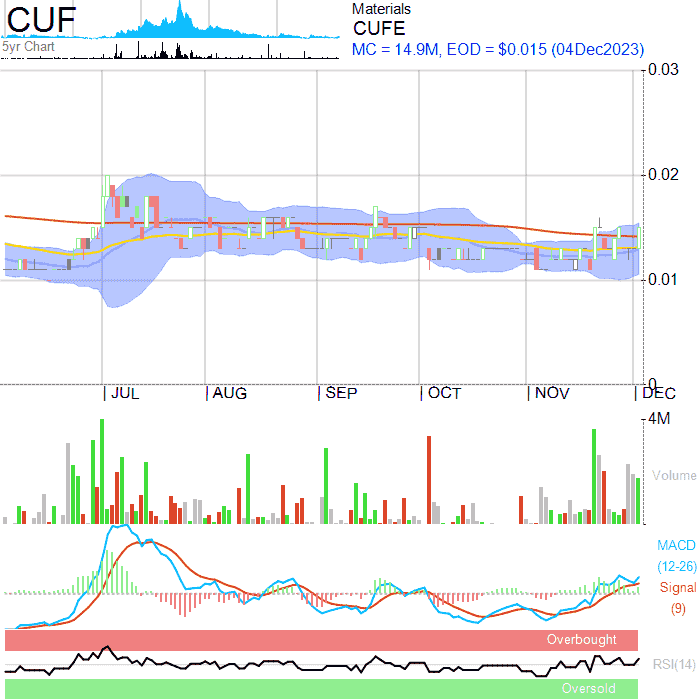 CUF
5yr Chart
Materials
CUFE
MC = 14.9M, EOD = $0.015 (04Dec2023)
0.03
0.02
0.01
0
JUL AUG SEP OCT NOV DEC
4M
Volume
MACD
(12-26)
Signal
(9)
Overbought
RSI(14)
Oversold